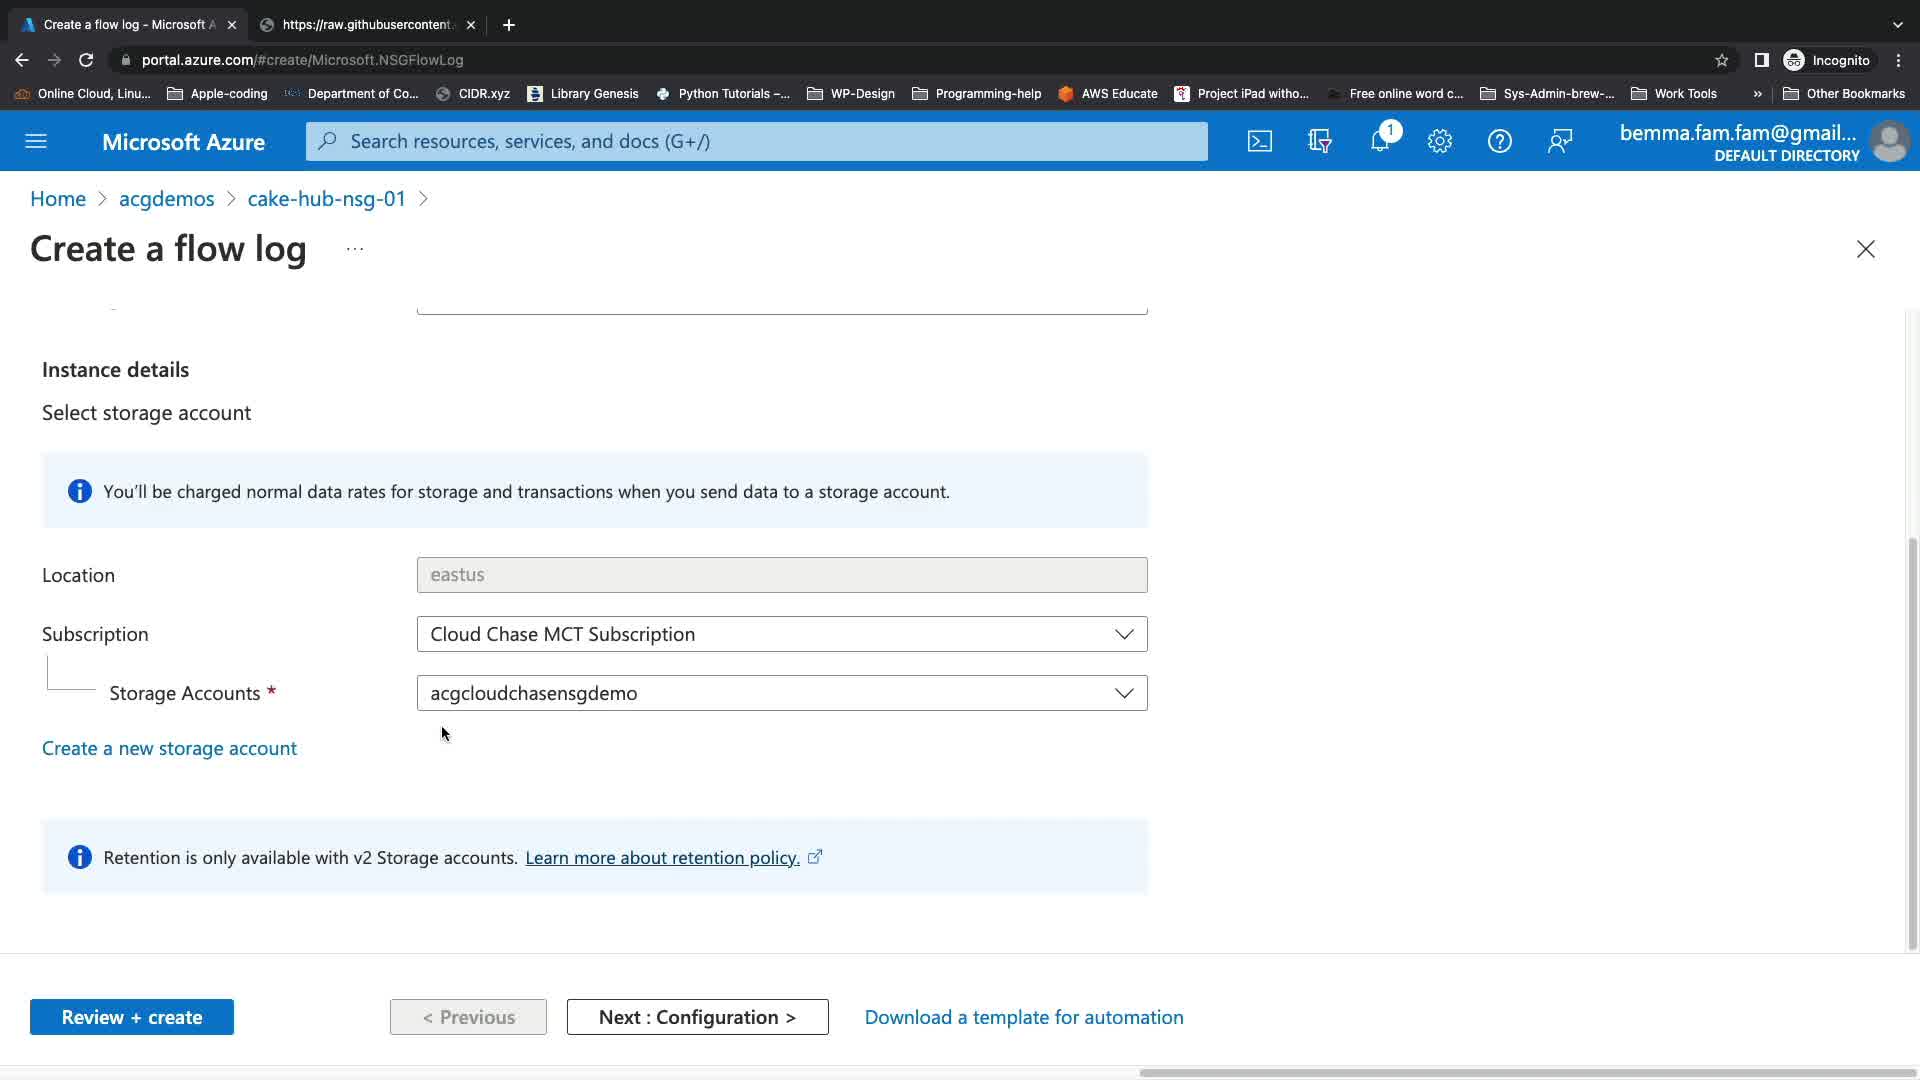 Create a flow log - Microsoft A
https://raw.githubusercontent.
portal.azure.com/#create/Microsoft.NSGFlowLog
Incognito
Online Cloud, Linu...
Apple-coding
Department of Co...
CIDR.xyz
Library Genesis
Python Tutorials –...
WP-Design
Programming-help
AWS Educate
Project iPad witho...
Free online word c...
Sys-Admin-brew-...
Work Tools
»
Other Bookmarks
Microsoft Azure
Search resources, services, and docs (G+/)
1
bemma.fam.fam@gmail...
DEFAULT DIRECTORY
Home > acgdemos > cake-hub-nsg-01 >
Create a flow log ...
Instance details
Select storage account
You'll be charged normal data rates for storage and transactions when you send data to a storage account.
Location
eastus
Subscription
Cloud Chase MCT Subscription
Storage Accounts *
acgcloudchasensgdemo
Create a new storage account
Retention is only available with v2 Storage accounts. Learn more about retention policy.
Review + create
< Previous
Next : Configuration >
Download a template for automation